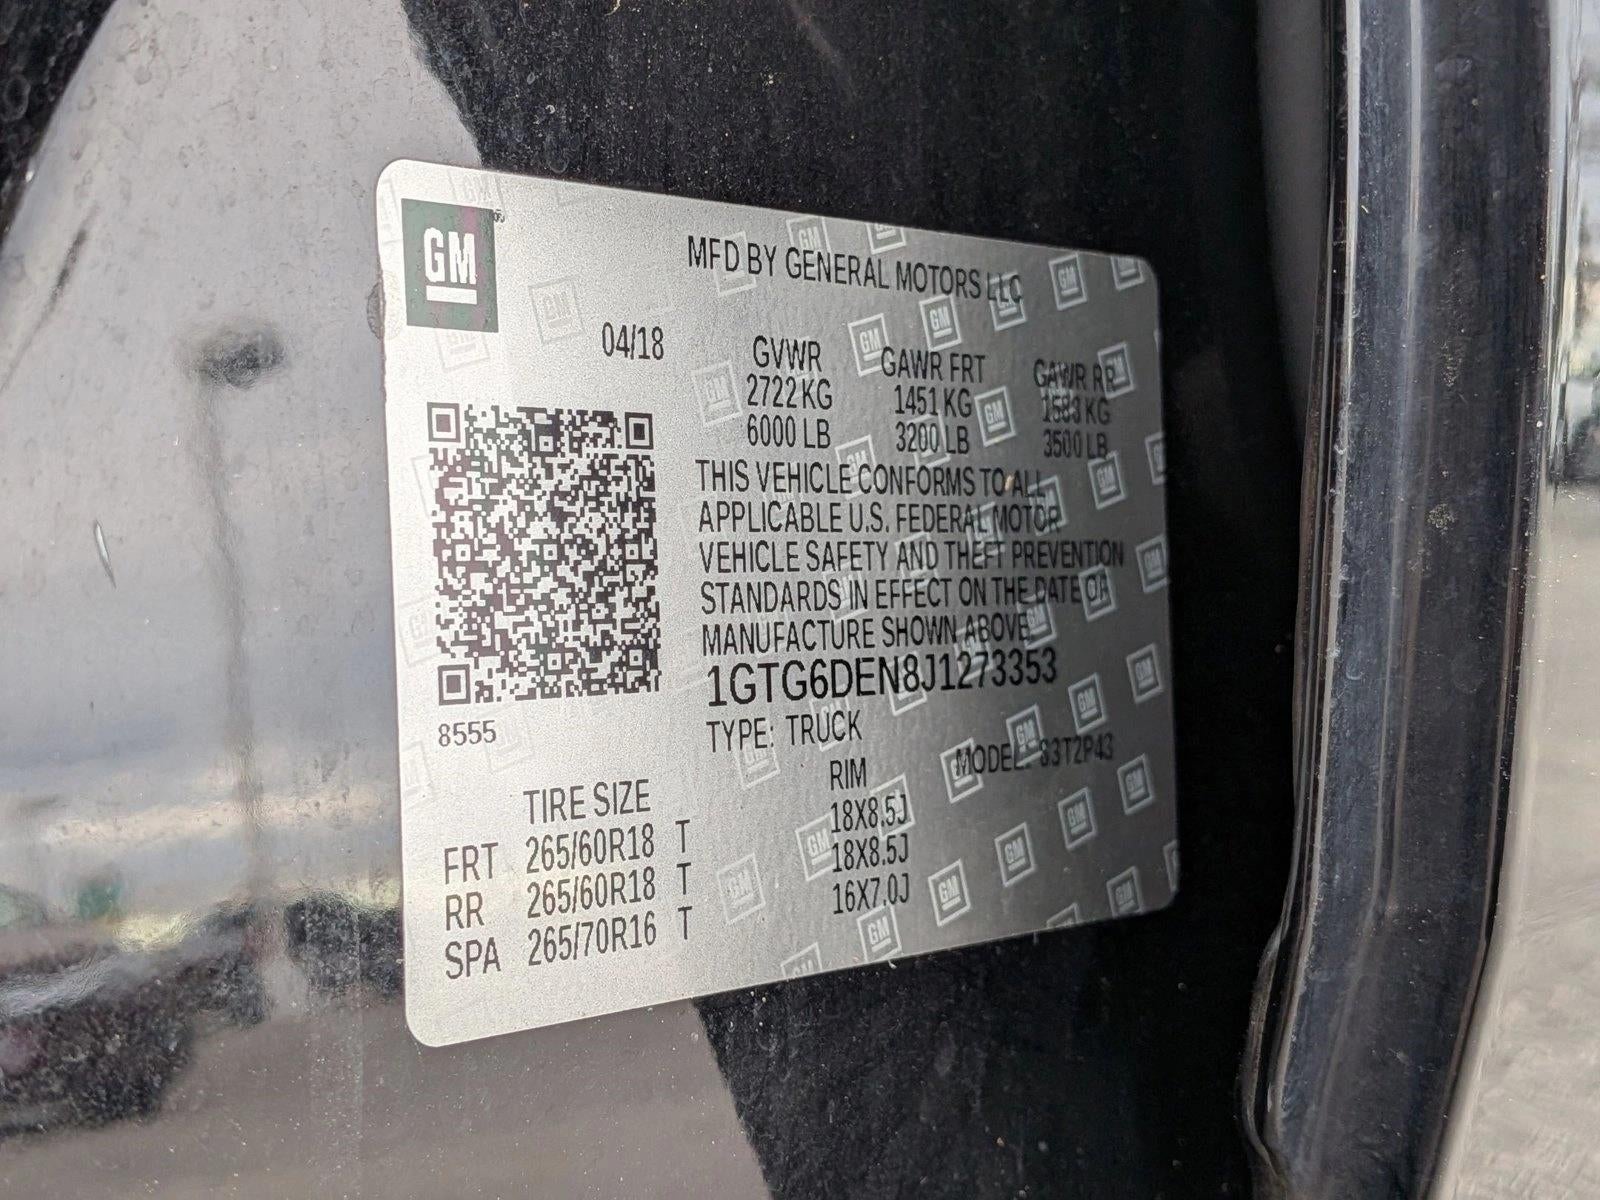 GM
MFD BY GENERAL MOTORS LLC
04/18
GVWR GAWR FRT GAWR RR
2722 KG 1451 KG 1588 KG
6000 LB 3200 LB 3500 LB
THIS VEHICLE CONFORMS TO ALL
APPLICABLE U.S. FEDERAL MOTOR
VEHICLE SAFETY AND THEFT PREVENTION
STANDARDS IN EFFECT ON THE DATE OF
MANUFACTURE SHOWN ABOVE.
1GTG6DEN8J1273353
8555
TYPE: TRUCK MODEL: 83T2P43
TIRE SIZE RIM
FRT 265/60R18 T 18X8.5J
RR 265/60R18 T 18X8.5J
SPA 265/70R16 T 16X7.0J